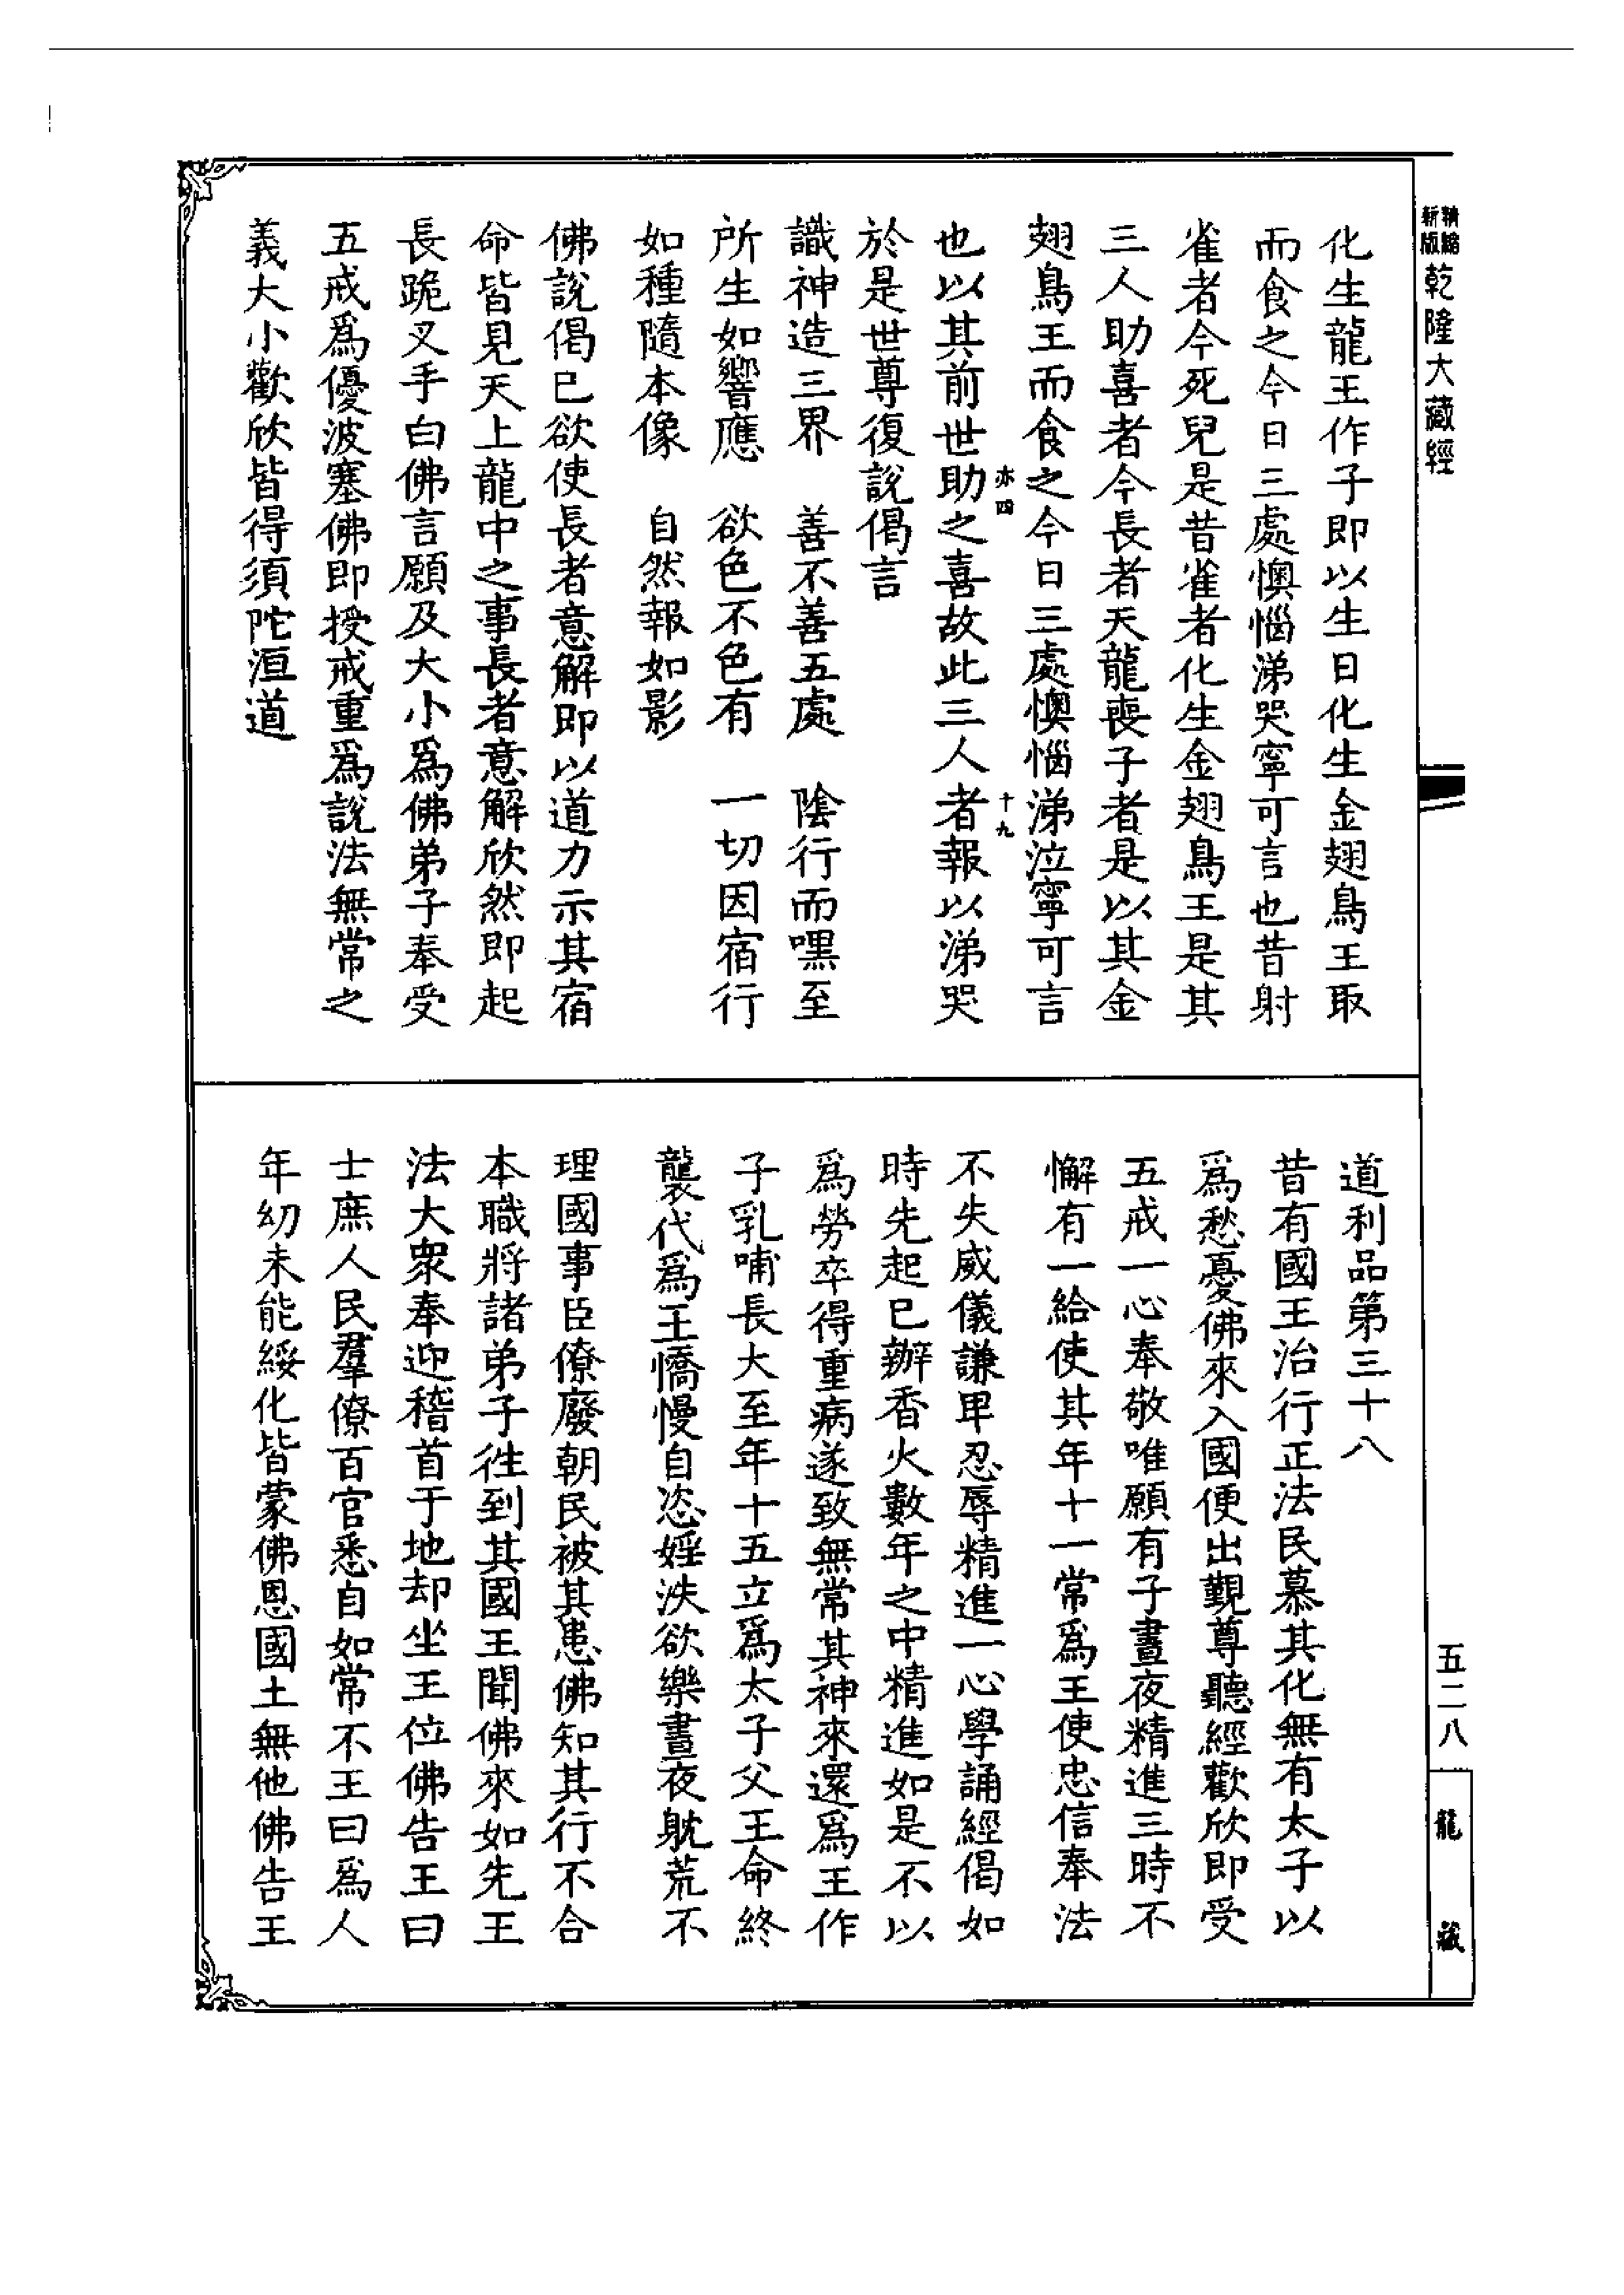 新版
精縮
乾隆大藏經
化生龍王作子即以生日化生金翅鳥王取
而食之今日三處懊惱涕哭寧可言也昔射
雀者今死兒是昔雀者化生金翅鳥王是其
三人助喜者今長者天龍喪子者是以其金
翅鳥王而食之今日三處懊惱涕泣寧可言
亦四
十九
也以其前世助之喜故此三人者報以涕哭
於是世尊復說偈言
識神造三界　善不善五處　陰行而嘿至
所生如響應　欲色不色有　一切因宿行
如種隨本像　自然報如影
佛說偈已欲使長者意解即以道力示其宿
命皆見天上龍中之事長者意解欣然即起
長跪叉手白佛言願及大小爲佛弟子奉受
五戒爲優波塞佛即授戒重爲說法無常之
義大小歡欣皆得須陀洹道
道利品第三十八
昔有國王治行正法民慕其化無有太子以
爲愁憂佛來入國便出覲尊聽經歡欣即受
五戒一心奉敬唯願有子晝夜精進三時不
懈有一給使其年十一常爲王使忠信奉法
不失威儀謙卑忍辱精進一心學誦經偈如
時先起已辦香火數年之中精進如是不以
爲勞卒得重病遂致無常其神來還爲王作
子乳哺長大至年十五立爲太子父王命終
襲代爲王憍慢自恣婬泆欲樂晝夜躭荒不
理國事臣僚廢朝民被其患佛知其行不合
本職將諸弟子徃到其國王聞佛來如先王
法大衆奉迎稽首于地却坐王位佛告王曰
士庶人民羣僚百官悉自如常不王曰爲人
年幼未能綏化皆蒙佛恩國土無他佛告王
五二八
龍藏